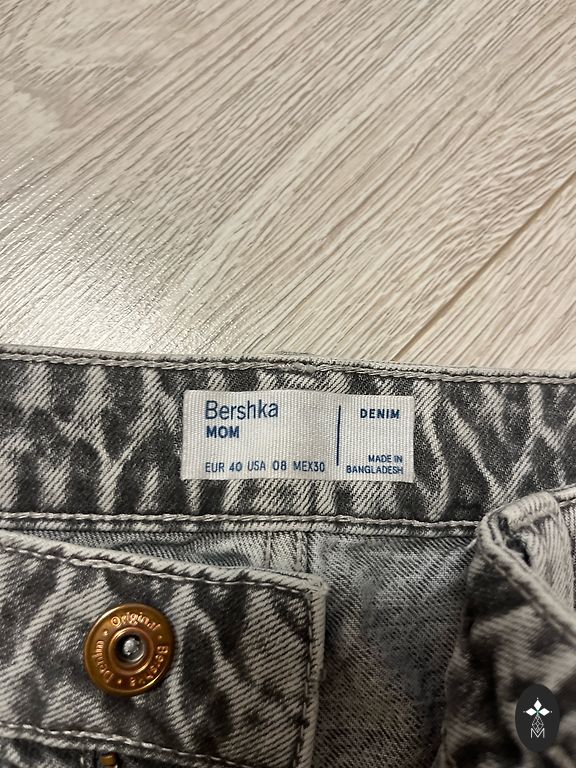 Bershka
MOM
EUR 40 USA 08 MEX30
DENIM
MADE IN
BANGLADESH
Original
Bershka
Denim
M